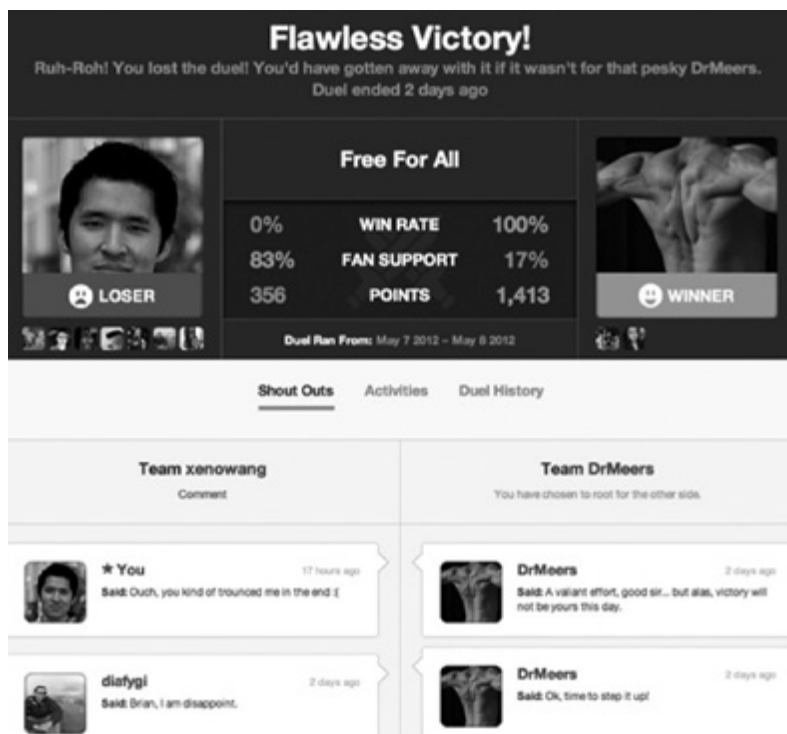 Flawless Victory!
Ruh-Roh! You lost the duel! You'd have gotten away with it if it wasn't for that pesky DrMeers.
Duel ended 2 days ago
Free For All
0% WIN RATE 100%
83% FAN SUPPORT 17%
356 POINTS 1,413
LOSER
WINNER
Duel Ran From: May 7 2012 – May 8 2012
Shout Outs Activities Duel History
Team xenowang
Comment
Team DrMeers
You have chosen to root for the other side.
★ You 17 hours ago
Said: Ouch, you kind of trounced me in the end :(
DrMeers 2 days ago
Said: A valiant effort, good sir... but alas, victory will
not be yours this day.
diafygi 2 days ago
Said: Brian, I am disappoint.
DrMeers 2 days ago
Said: Ok, time to step it up!